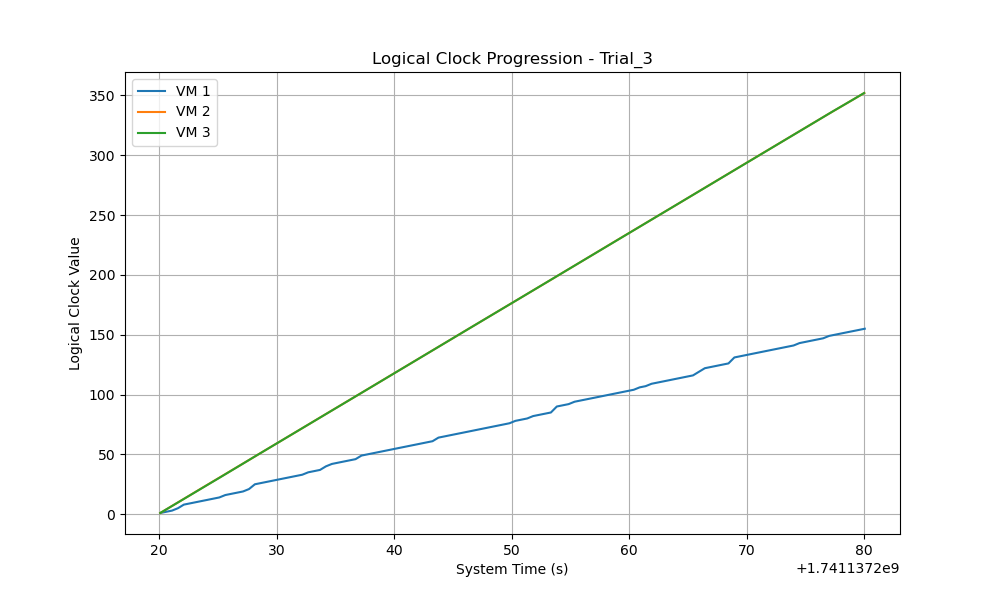 Logical Clock Progression - Trial_3
VM 1
VM 2
VM 3
Logical Clock Value
350
300
250
200
150
100
50
0
20 30 40 50 60 70 80
System Time (s)
+1.7411372e9